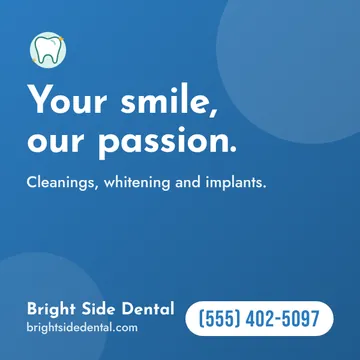 Your smile,
our passion.
Cleanings, whitening and implants.
Bright Side Dental
brightsidedental.com
(555) 402-5097